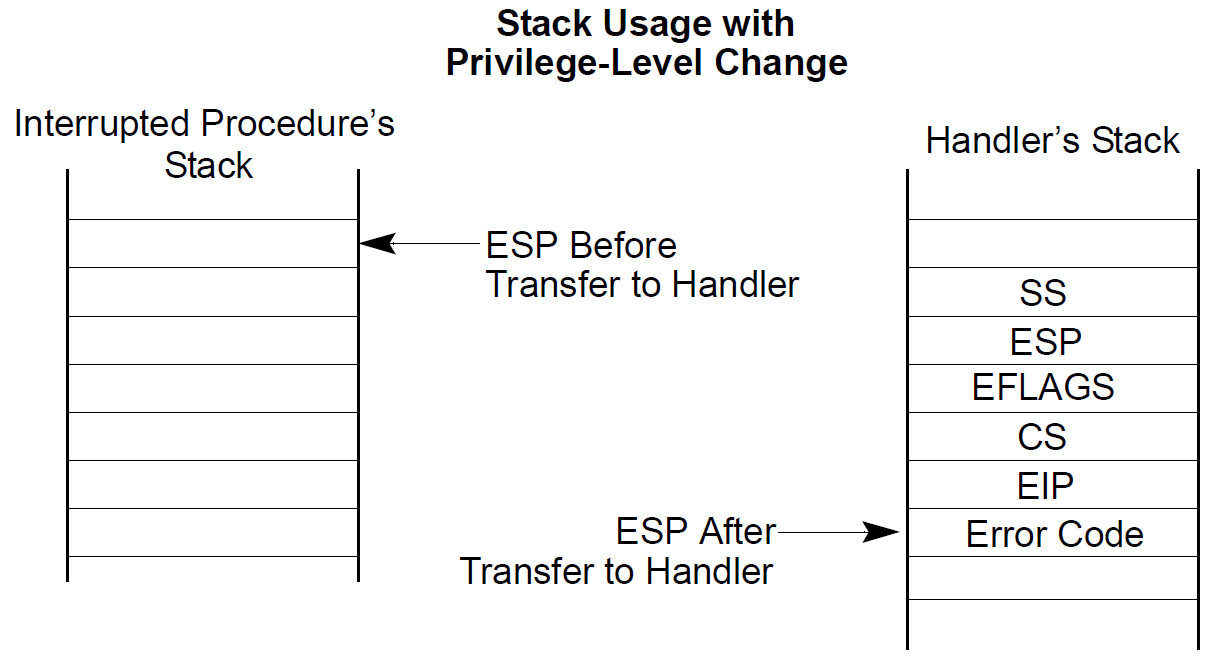 Stack Usage with
Privilege-Level Change
Interrupted Procedure’s
Stack
Handler’s Stack
ESP Before
Transfer to Handler
SS
ESP
EFLAGS
CS
EIP
ESP After
Transfer to Handler
Error Code